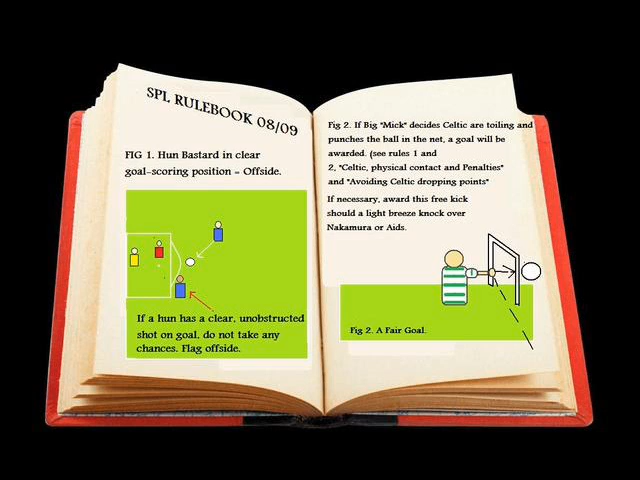 SPL RULEBOOK 08/09
FIG 1. Hun Bastard in clear
goal-scoring position = Offside.
If a hun has a clear, unobstructed
shot on goal, do not take any
chances. Flag offside.
Fig 2. If Big "Mick" decides Celtic are toiling and
punches the ball in the net, a goal will be
awarded. (see rules 1 and
2, "Celtic, physical contact and Penalties"
and "Avoiding Celtic dropping points"
If necessary, award this free kick
should a light breeze knock over
Nakamura or Aids.
Fig 2. A Fair Goal.